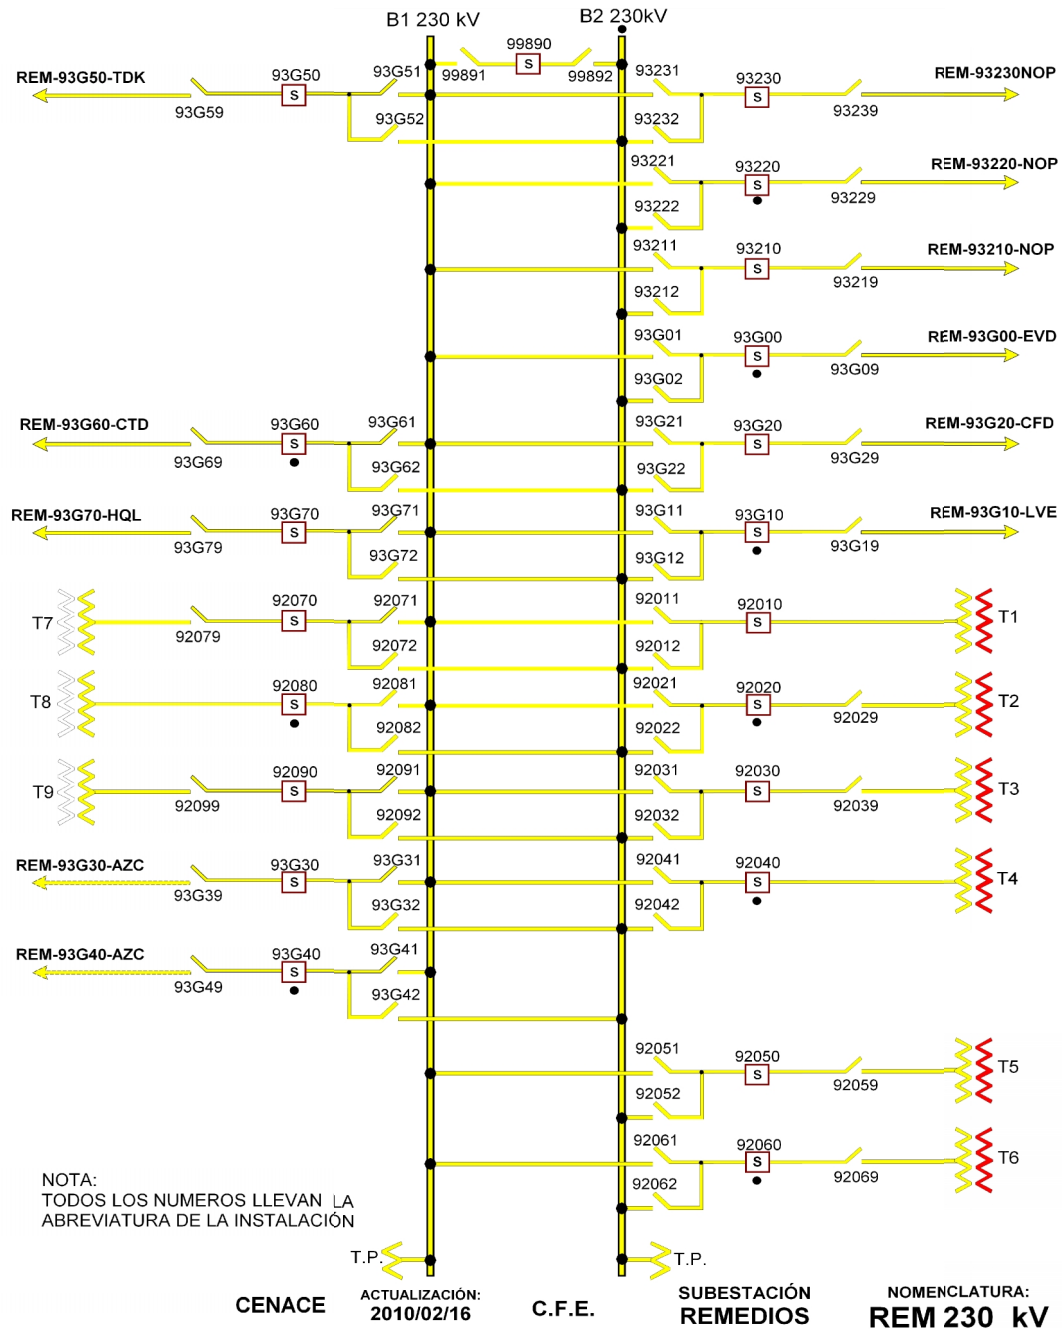 B1 230 kV
B2 230kV
99890
S
99891
99892
REM-93G50-TDK
93G59
93G50
S
93G51
93G52
93231
93232
93230
S
93239
REM-93230NOP
93221
93222
93220
S
93229
REM-93220-NOP
93211
93212
93210
S
93219
REM-93210-NOP
93G01
93G02
93G00
S
93G09
REM-93G00-EVD
REM-93G60-CTD
93G69
93G60
S
93G61
93G62
93G21
93G22
93G20
S
93G29
REM-93G20-CFD
REM-93G70-HQL
93G79
93G70
S
93G71
93G72
93G11
93G12
93G10
S
93G19
REM-93G10-LVE
T7
92079
92070
S
92071
92072
92011
92012
92010
S
T1
T8
92080
S
92081
92082
92021
92022
92020
S
92029
T2
T9
92099
92090
S
92091
92092
92031
92032
92030
S
92039
T3
REM-93G30-AZC
93G39
93G30
S
93G31
93G32
92041
92042
92040
S
T4
REM-93G40-AZC
93G49
93G40
S
93G41
93G42
92051
92052
92050
S
92059
T5
92061
92062
92060
S
92069
T6
NOTA:
TODOS LOS NUMEROS LLEVAN LA
ABREVIATURA DE LA INSTALACIÓN
T.P.
T.P.
CENACE
ACTUALIZACIÓN:
2010/02/16
C.F.E.
SUBESTACIÓN
REMEDIOS
NOMENCLATURA:
REM 230 kV